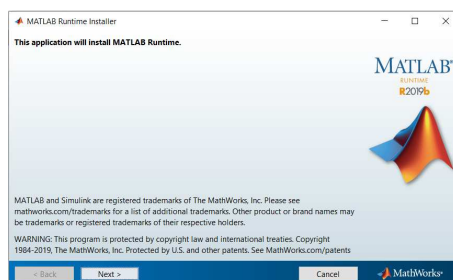 MATLAB Runtime Installer
This application will install MATLAB Runtime.
MATLAB®
RUNTIME
R2019b
MATLAB and Simulink are registered trademarks of The MathWorks, Inc. Please see
mathworks.com/trademarks for a list of additional trademarks. Other product or brand names may
be trademarks or registered trademarks of their respective holders.
WARNING: This program is protected by copyright law and international treaties. Copyright
1984-2019, The MathWorks, Inc. Protected by U.S. and other patents. See MathWorks.com/patents
< Back Next > Cancel MathWorks®